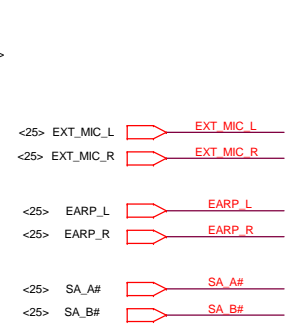 >
<25> EXT_MIC_L EXT_MIC_L
<25> EXT_MIC_R EXT_MIC_R
<25> EARP_L EARP_L
<25> EARP_R EARP_R
<25> SA_A# SA_A#
<25> SA_B# SA_B#